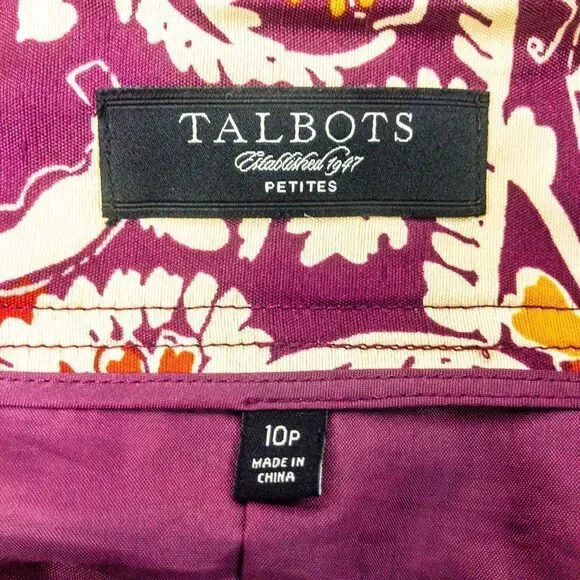 TALBOTS
Established 1947
PETITES
10P
MADE IN
CHINA